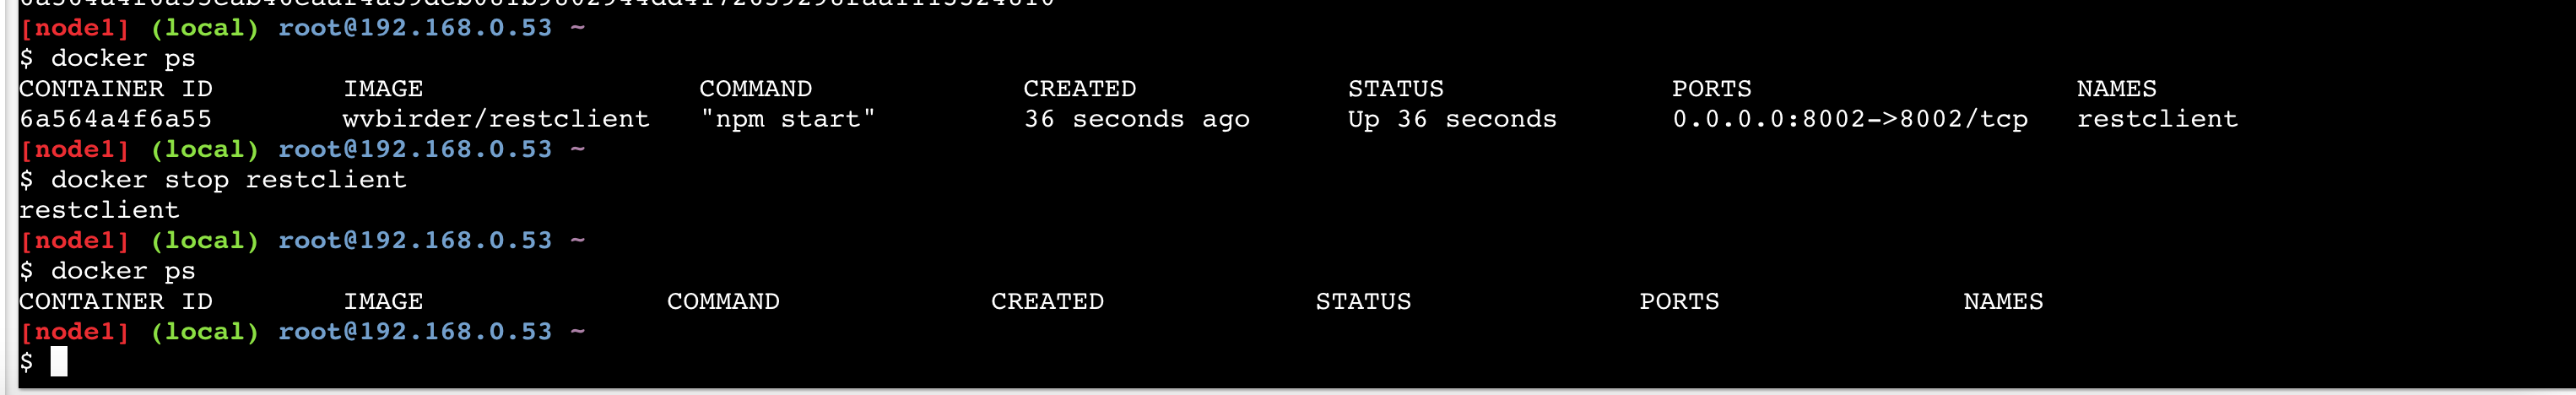 [node1] (local) root@192.168.0.53 ~
$ docker ps
CONTAINER ID        IMAGE                 COMMAND             CREATED             STATUS              PORTS                    NAMES
6a564a4f6a55        wvbirder/restclient   "npm start"         36 seconds ago      Up 36 seconds       0.0.0.0:8002->8002/tcp   restclient
[node1] (local) root@192.168.0.53 ~
$ docker stop restclient
restclient
[node1] (local) root@192.168.0.53 ~
$ docker ps
CONTAINER ID        IMAGE               COMMAND             CREATED             STATUS              PORTS               NAMES
[node1] (local) root@192.168.0.53 ~
$